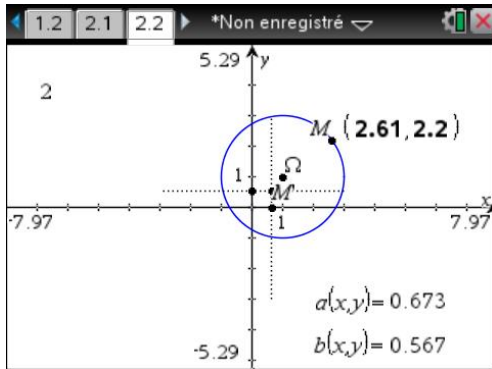 1.2 2.1 2.2 *Non enregistré
5.29 y
2
M (2.61,2.2)
Ω
1
M'
x
-7.97 1 7.97
a(x,y)= 0.673
b(x,y)= 0.567
-5.29